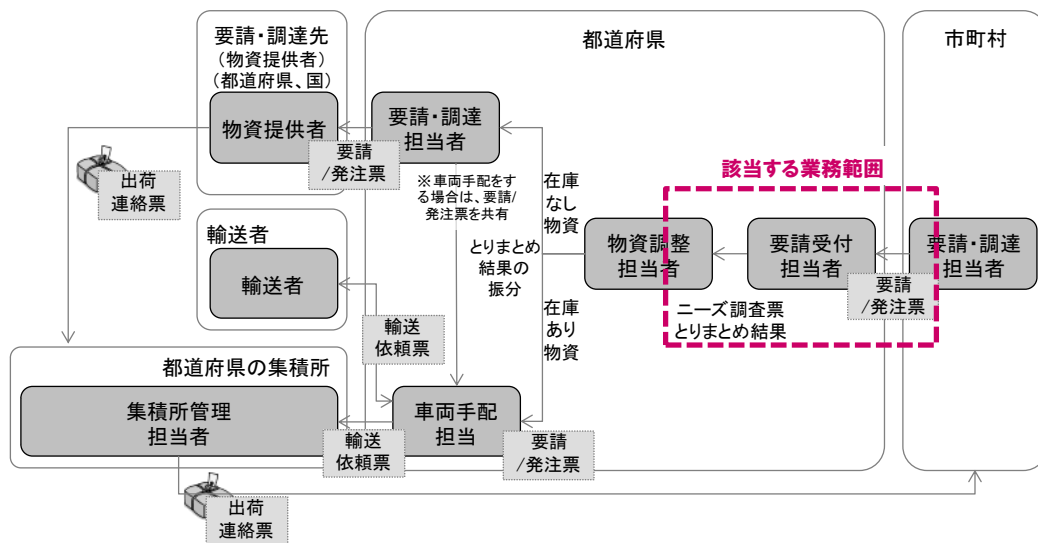 要請・調達先
(物資提供者)
(都道府県、国)
物資提供者
都道府県
要請・調達
担当者
要請
/発注票
※車両手配をす
る場合は、要請/
発注票を共有
出荷
連絡票
輸送者
輸送者
輸送
依頼票
とりまとめ
結果の
振分
在庫
なし
物資
在庫
あり
物資
物資調整
担当者
該当する業務範囲
要請受付
担当者
ニーズ調査票
とりまとめ結果
要請
/発注票
市町村
要請・調達
担当者
都道府県の集積所
集積所管理
担当者
輸送
依頼票
車両手配
担当
要請
/発注票
出荷
連絡票